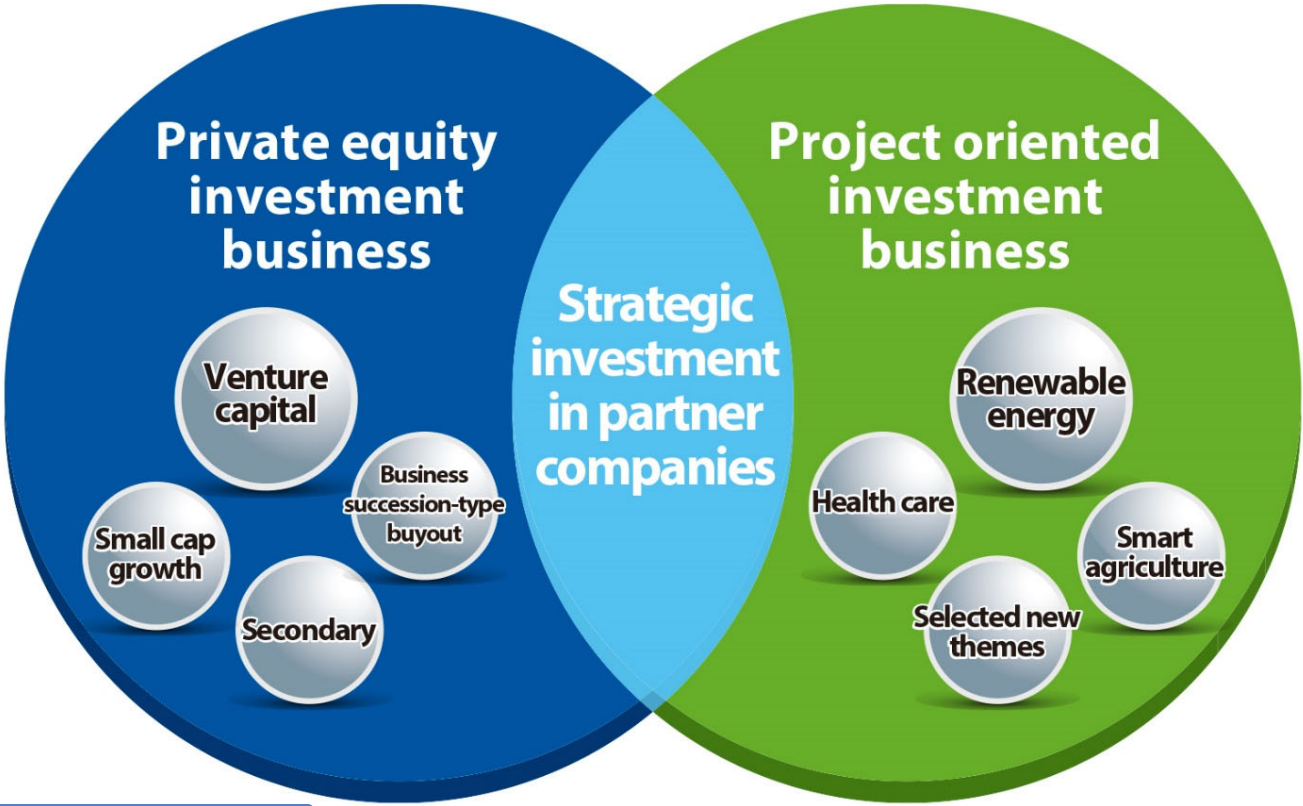 Private equity
investment
business
Venture
capital
Business
succession-type
buyout
Small cap
growth
Secondary
Strategic
investment
in partner
companies
Project oriented
investment
business
Renewable
energy
Health care
Smart
agriculture
Selected new
themes